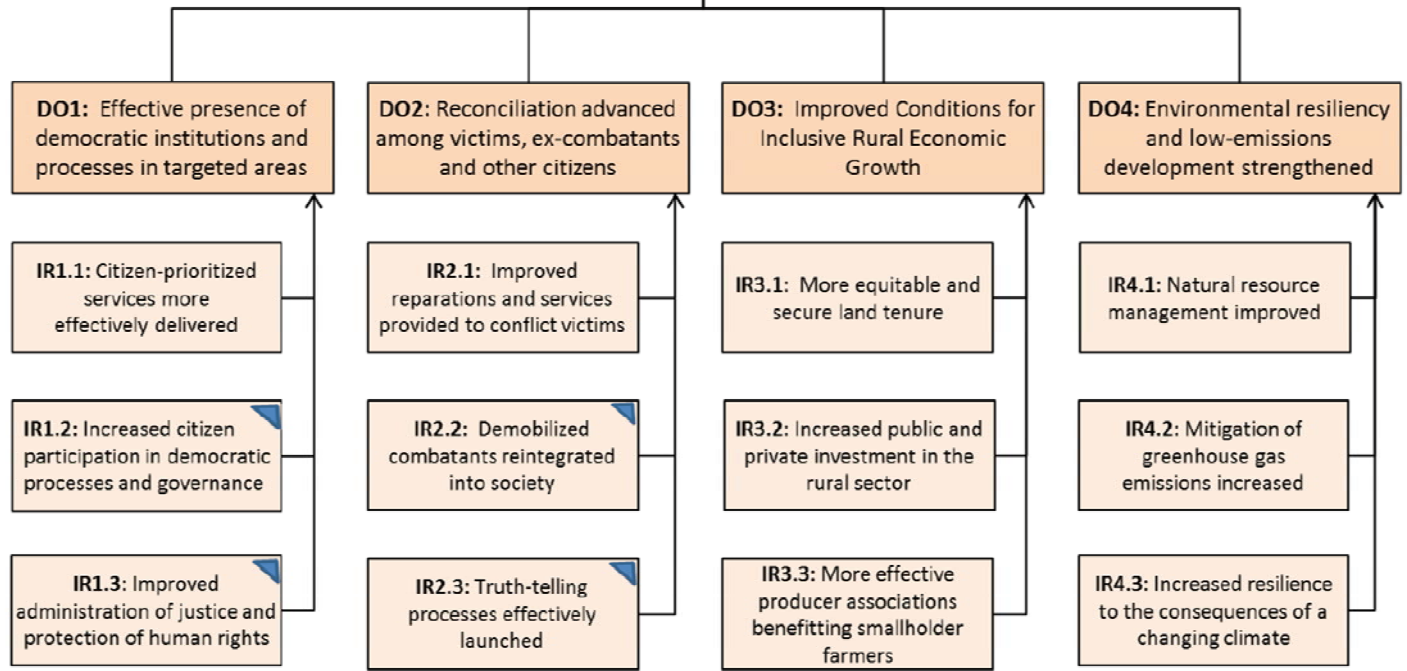 DO1: Effective presence of
democratic institutions and
processes in targeted areas
DO2: Reconciliation advanced
among victims, ex-combatants
and other citizens
DO3: Improved Conditions for
Inclusive Rural Economic
Growth
DO4: Environmental resiliency
and low-emissions
development strengthened
IR1.1: Citizen-prioritized
services more
effectively delivered
IR2.1: Improved
reparations and services
provided to conflict victims
IR3.1: More equitable and
secure land tenure
IR4.1: Natural resource
management improved
IR1.2: Increased citizen
participation in democratic
processes and governance
IR2.2: Demobilized
combatants reintegrated
into society
IR3.2: Increased public and
private investment in the
rural sector
IR4.2: Mitigation of
greenhouse gas
emissions increased
IR1.3: Improved
administration of justice and
protection of human rights
IR2.3: Truth-telling
processes effectively
launched
IR3.3: More effective
producer associations
benefitting smallholder
farmers
IR4.3: Increased resilience
to the consequences of a
changing climate